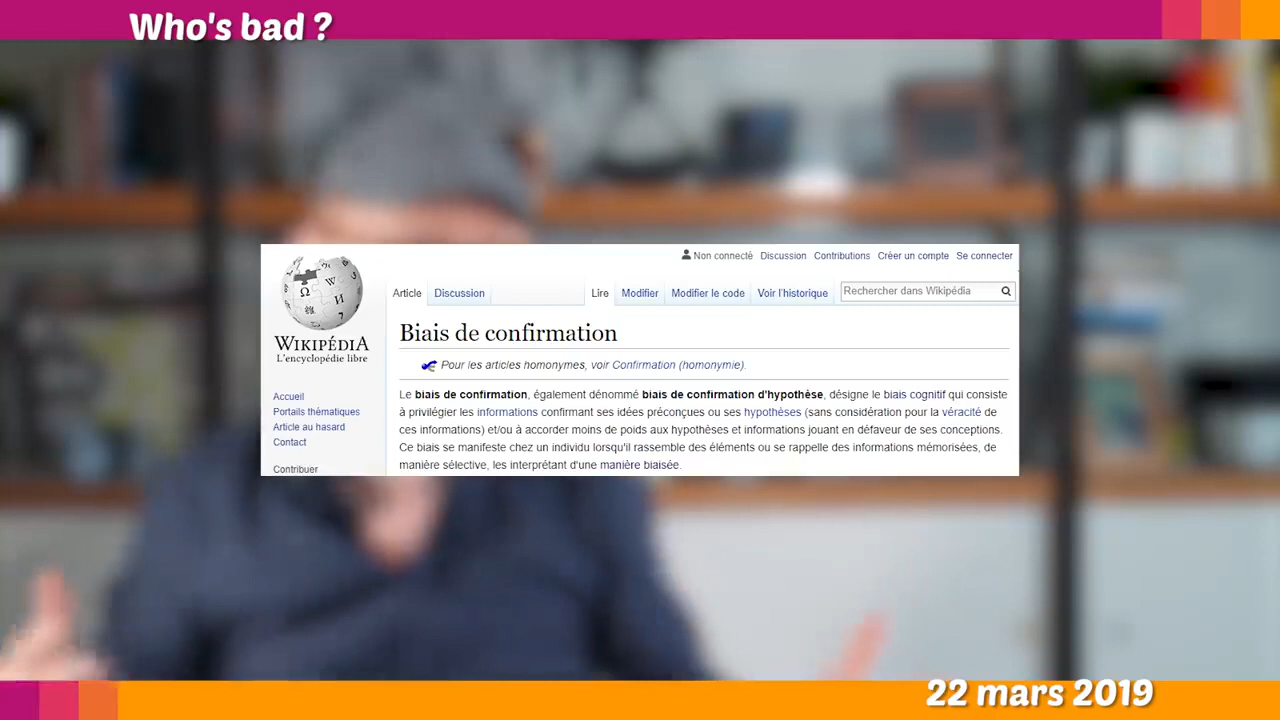 Who's bad ?
Non connecté Discussion Contributions Créer un compte Se connecter
Article Discussion Lire Modifier Modifier le code Voir l'historique Rechercher dans Wikipédia
WIKIPÉDIA
L'encyclopédie libre
Accueil
Portails thématiques
Article au hasard
Contact
Contribuer
Biais de confirmation
Pour les articles homonymes, voir Confirmation (homonymie).
Le biais de confirmation, également dénommé biais de confirmation d'hypothèse, désigne le biais cognitif qui consiste
à privilégier les informations confirmant ses idées préconçues ou ses hypothèses (sans considération pour la véracité de
ces informations) et/ou à accorder moins de poids aux hypothèses et informations jouant en défaveur de ses conceptions.
Ce biais se manifeste chez un individu lorsqu'il rassemble des éléments ou se rappelle des informations mémorisées, de
manière sélective, les interprétant d'une manière biaisée.
22 mars 2019